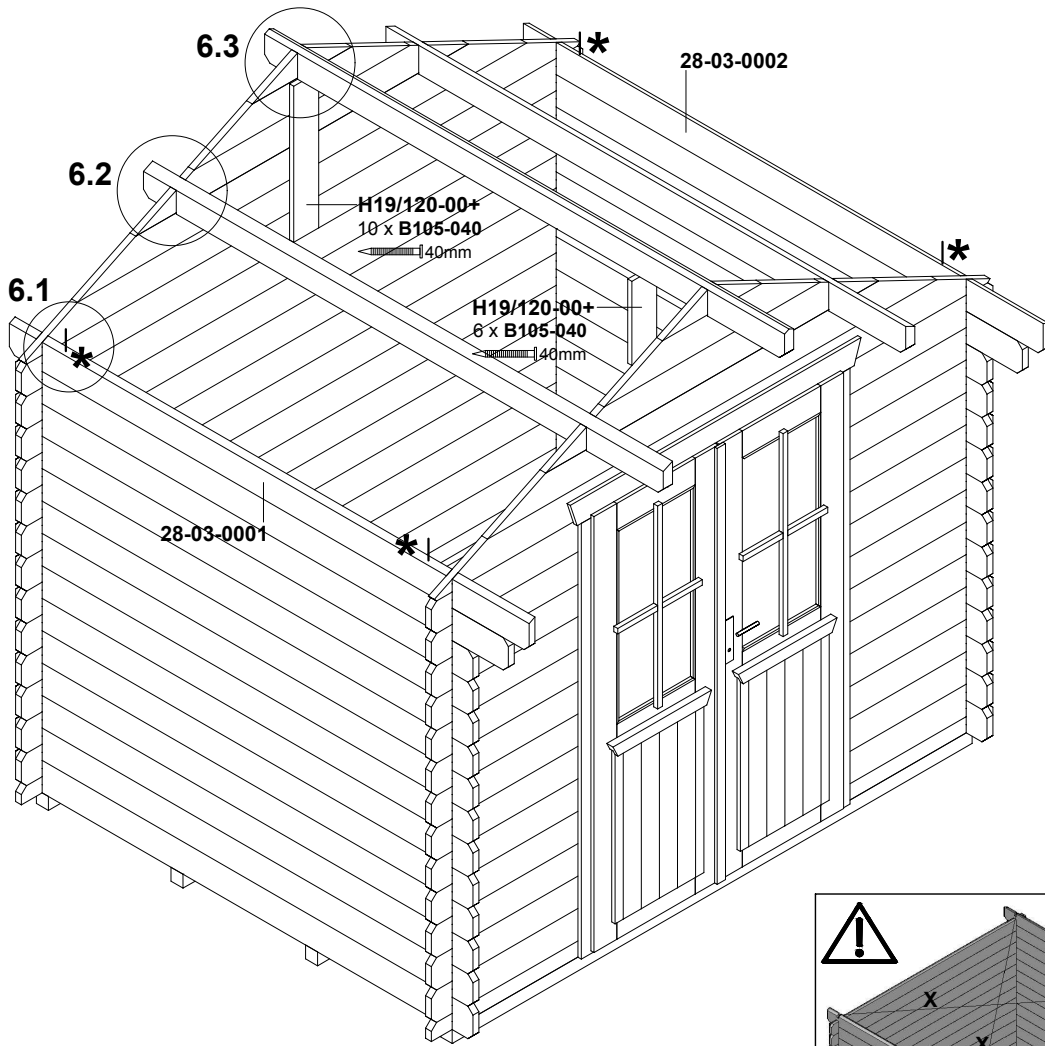 6.3
*
28-03-0002
6.2
H19/120-00+
10 x B105-040
40mm
*
6.1
*
H19/120-00+
6 x B105-040
40mm
28-03-0001
*
!
X
X